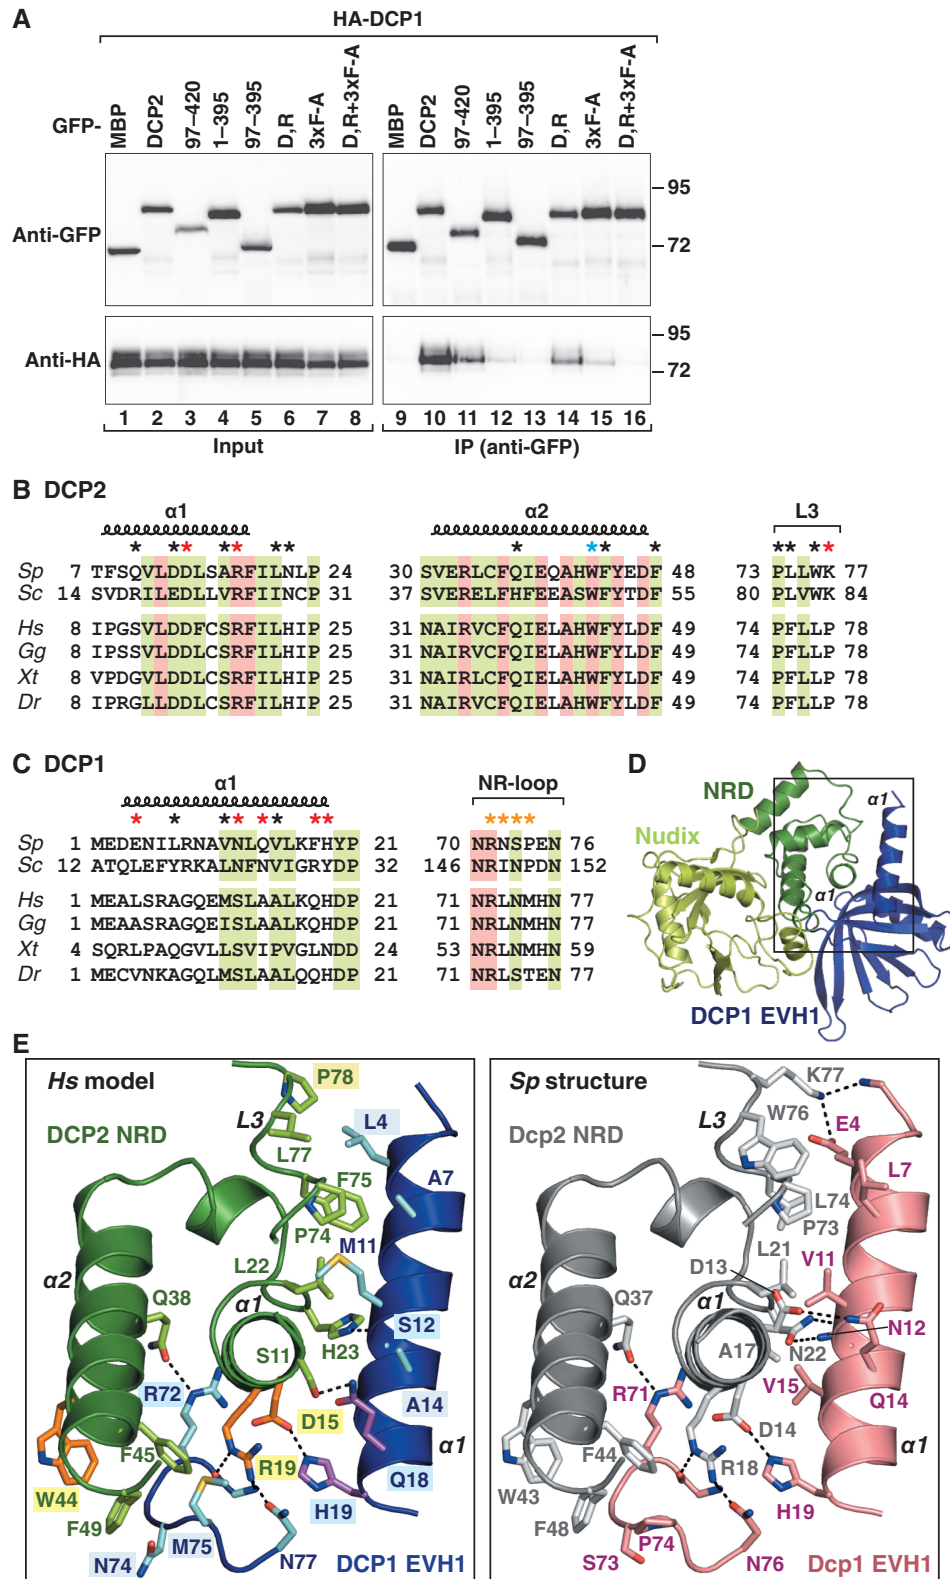 A
HA-DCP1
GFP-
MBP DCP2 97–420 1–395 97–395 D,R 3xF-A D,R+3xF-A
MBP DCP2 97-420 1–395 97–395 D,R 3xF-A D,R+3xF-A
Anti-GFP
95
72
Anti-HA
95
72
1 2 3 4 5 6 7 8 9 10 11 12 13 14 15 16
Input IP (anti-GFP)
B DCP2
α1 α2 L3
* ** ** ** * ** * ** **
Sp 7 TFSQVLDDLSARFILNLP 24 30 SVERLCFQIEQAHWFYEDF 48 73 PLLWK 77
Sc 14 SVDRILEDLLVRFIINCP 31 37 SVERELFHFEEASWFYTDF 55 80 PLVWK 84
Hs 8 IPGSVLDDFCSRFILHIP 25 31 NAIRVCFQIELAHWFYLDF 49 74 PFLLP 78
Gg 8 IPSSVLDDLCSRFILHIP 25 31 NAIRVCFQIELAHWFYLDF 49 74 PFLLP 78
Xt 8 VPDGVLDDLCSRFILHIP 25 31 NAIRLCFQIELAHWFYLDF 49 74 PFLLP 78
Dr 8 IPRGLLDDLCSRFILHIP 25 31 NAIRVCFQIELAHWFYLDF 49 74 PFLLP 78
C DCP1
α1 NR-loop
* * ** ** ** ****
Sp 1 MEDENILRNAVNLQVLKFHYP 21 70 NRNSPEN 76
Sc 12 ATQLEFYRKALNFNVIGRYDP 32 146 NRINPDN 152
Hs 1 MEALSRAGQEMSLAALKQHDP 21 71 NRLNMHN 77
Gg 1 MEAASRAGQEISLAALKQHDP 21 71 NRLNMHN 77
Xt 4 SQRLPAQGVLLSVIPVGLNDD 24 53 NRLNMHN 59
Dr 1 MECVNKAGQLMSLAALQQHDP 21 71 NRLSTEN 77
D
NRD
α1
Nudix
α1
DCP1 EVH1
E
Hs model
P78
DCP2 NRD
L3
L4
L77
A7
F75
P74
M11
α2
L22
Q38
α1
S12
S11
H23
R72
A14
D15
F45
α1
R19
Q18
W44
H19
F49
M75
N74
N77
DCP1 EVH1
Sp structure
K77
Dcp2 NRD
W76
L3
E4
L7
L74
P73
L21
D13
V11
α2
Q37
α1
N12
A17
N22
R71
V15
Q14
D14
F44
α1
R18
W43
H19
F48
P74
S73
N76
Dcp1 EVH1